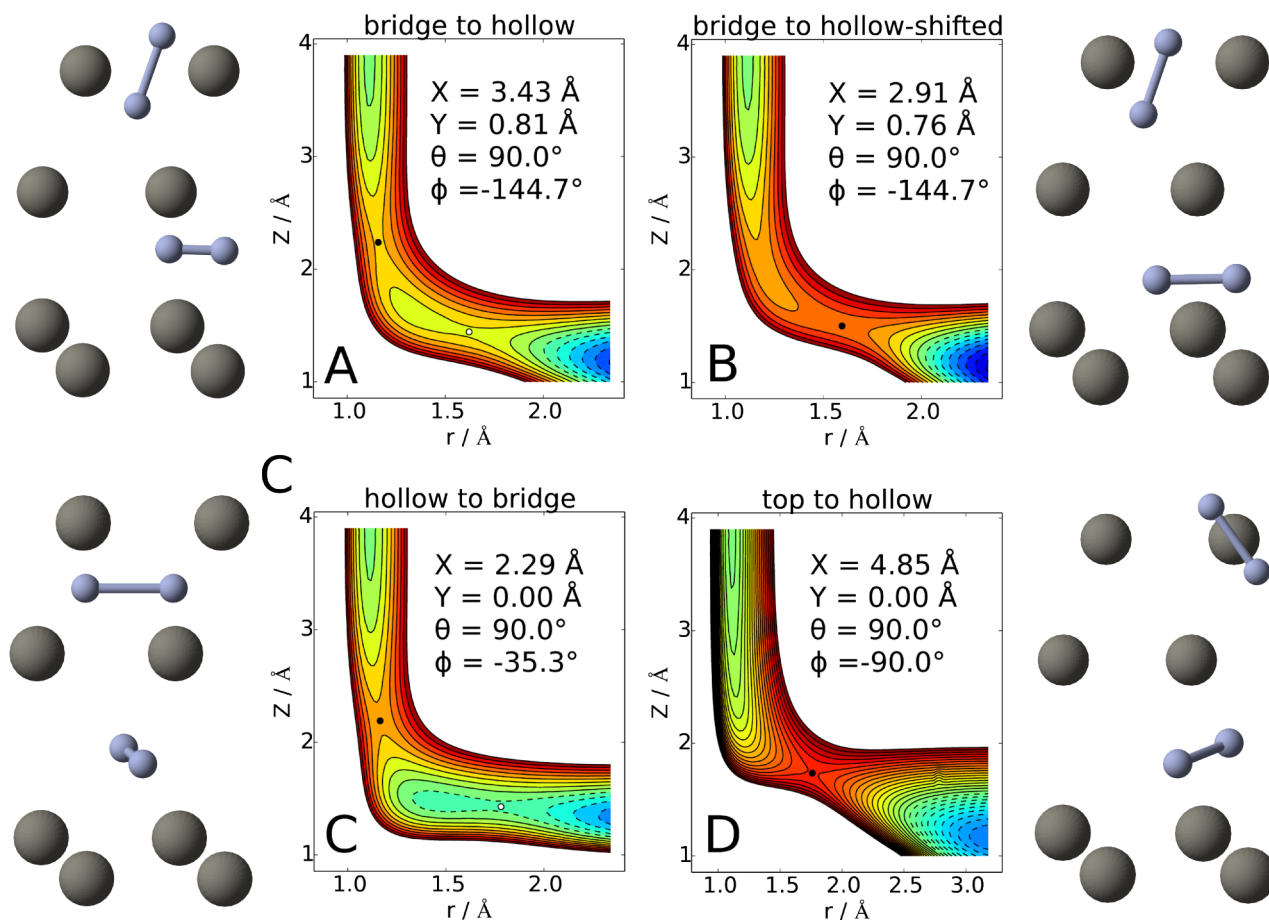 bridge to hollow
4
3
2
1
Z / Å
X = 3.43 Å
Y = 0.81 Å
θ = 90.0°
ϕ =-144.7°
A
1.0 1.5 2.0
r / Å
bridge to hollow-shifted
4
3
2
1
Z / Å
X = 2.91 Å
Y = 0.76 Å
θ = 90.0°
ϕ = -144.7°
B
1.0 1.5 2.0
r / Å
C
hollow to bridge
4
3
2
1
Z / Å
X = 2.29 Å
Y = 0.00 Å
θ = 90.0°
ϕ = -35.3°
C
1.0 1.5 2.0
r / Å
top to hollow
4
3
2
1
Z / Å
X = 4.85 Å
Y = 0.00 Å
θ = 90.0°
ϕ =-90.0°
D
1.0 1.5 2.0 2.5 3.0
r / Å